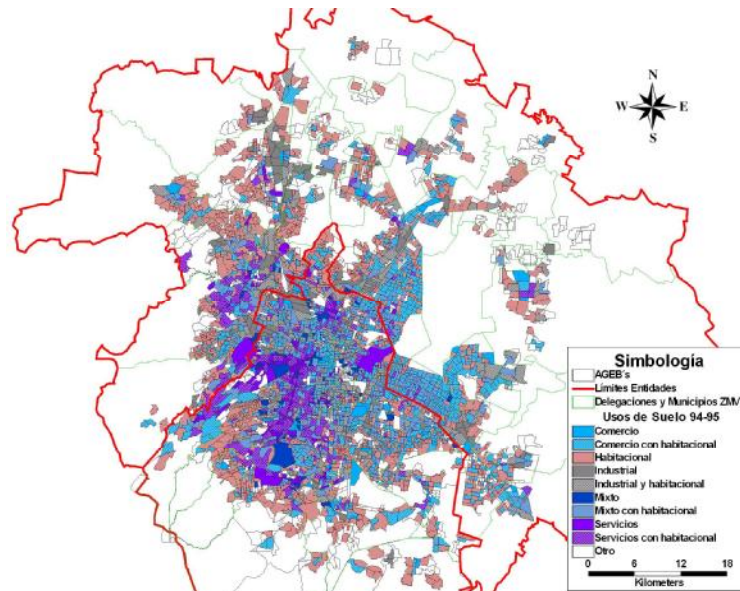 N
W E
S
Simbología
AGEB's
Límites Entidades
Delegaciones y Municipios ZMV
Usos de Suelo 94-95
Comercio
Comercio con habitacional
Habitacional
Industrial
Industrial y habitacional
Mixto
Mixto con habitacional
Servicios
Servicios con habitacional
Otro
0 6 12 18
Kilometers